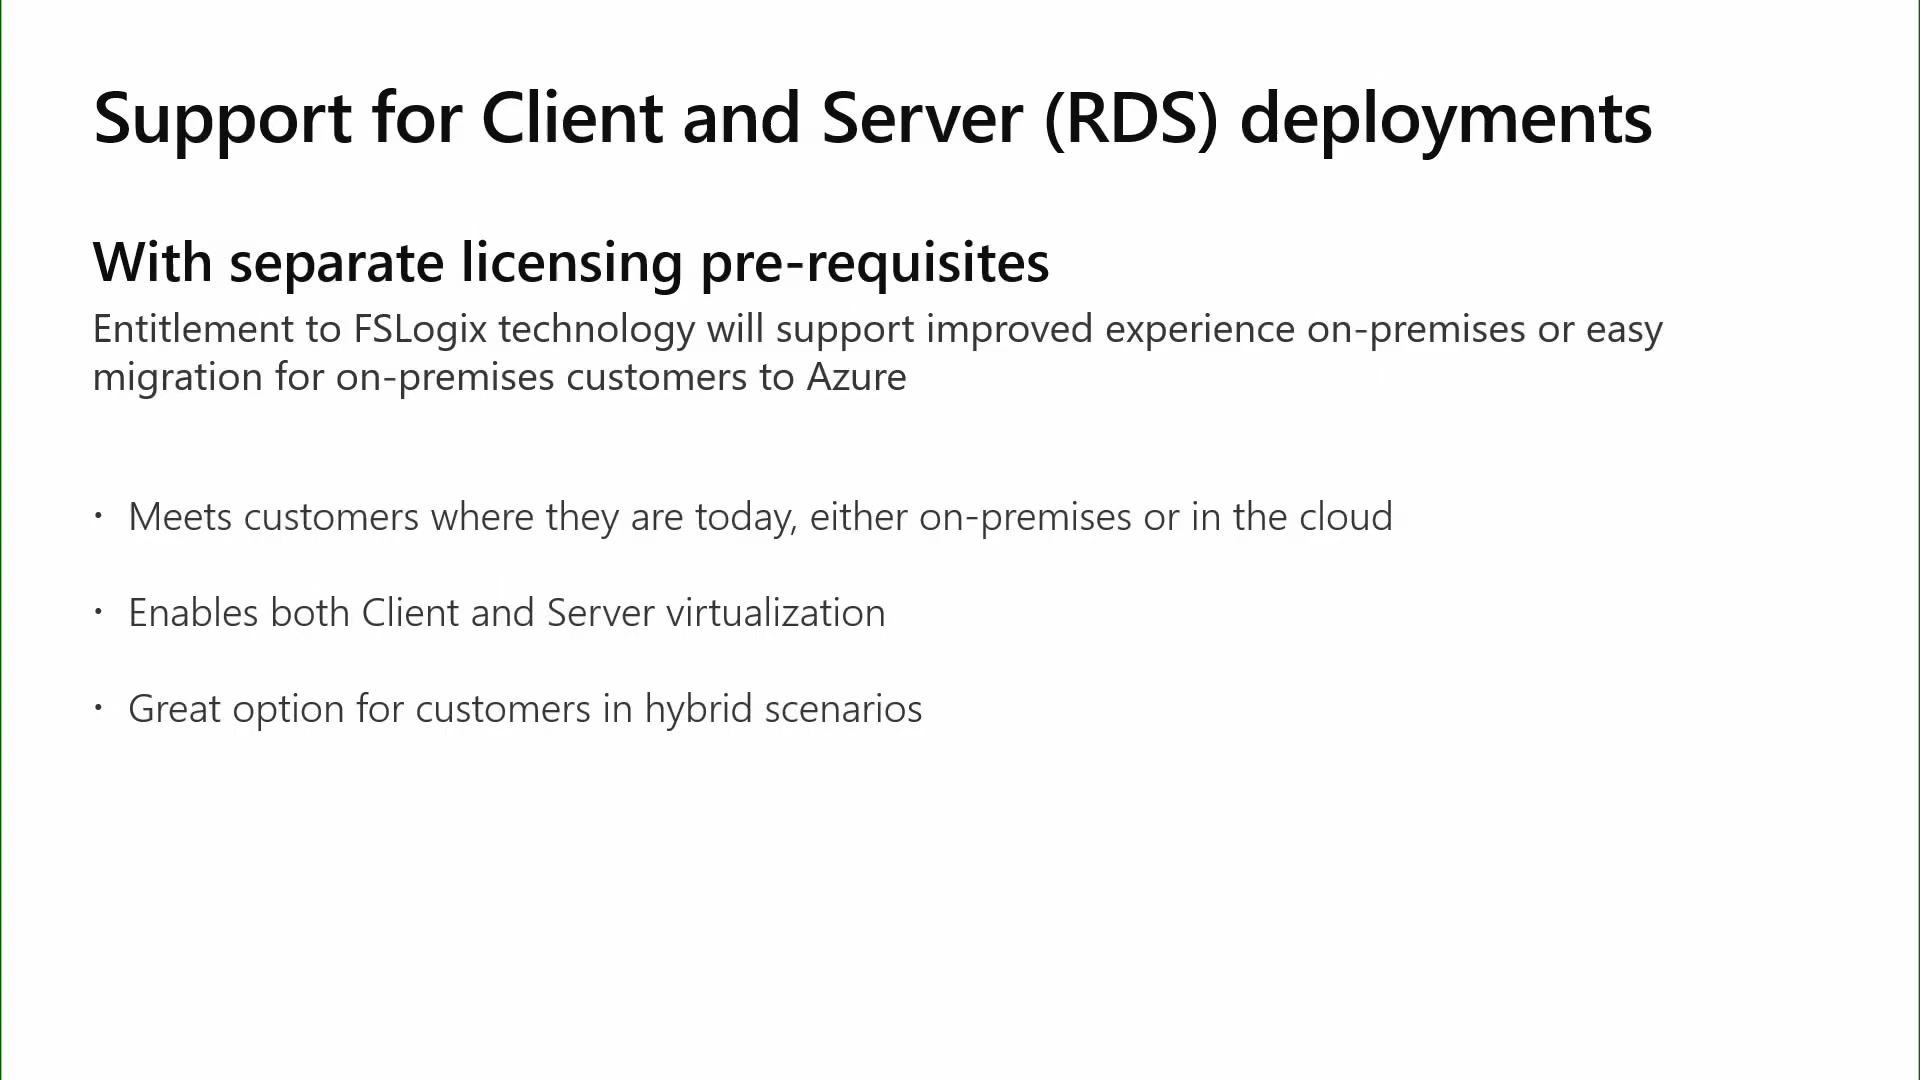 Support for Client and Server (RDS) deployments
With separate licensing pre-requisites
Entitlement to FSLogix technology will support improved experience on-premises or easy
migration for on-premises customers to Azure
· Meets customers where they are today, either on-premises or in the cloud
· Enables both Client and Server virtualization
· Great option for customers in hybrid scenarios